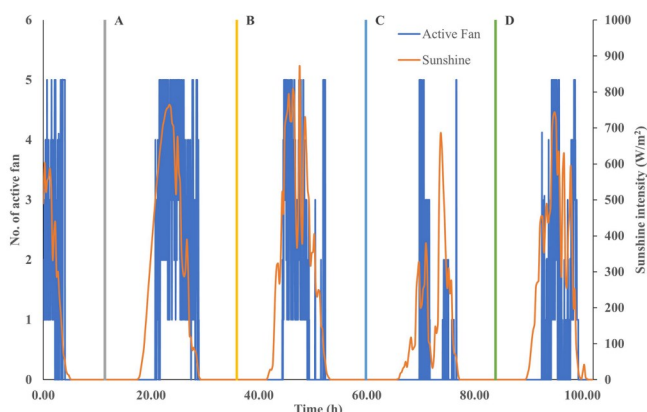 6 A B C D 1000
Active Fan
Sunshine
900
5
800
700
4
600
3
500
400
2
300
200
1
100
0
0
0.00 20.00 40.00 60.00 80.00 100.00
Time (h)
No. of active fan
Sunshine intensity (W/m²)